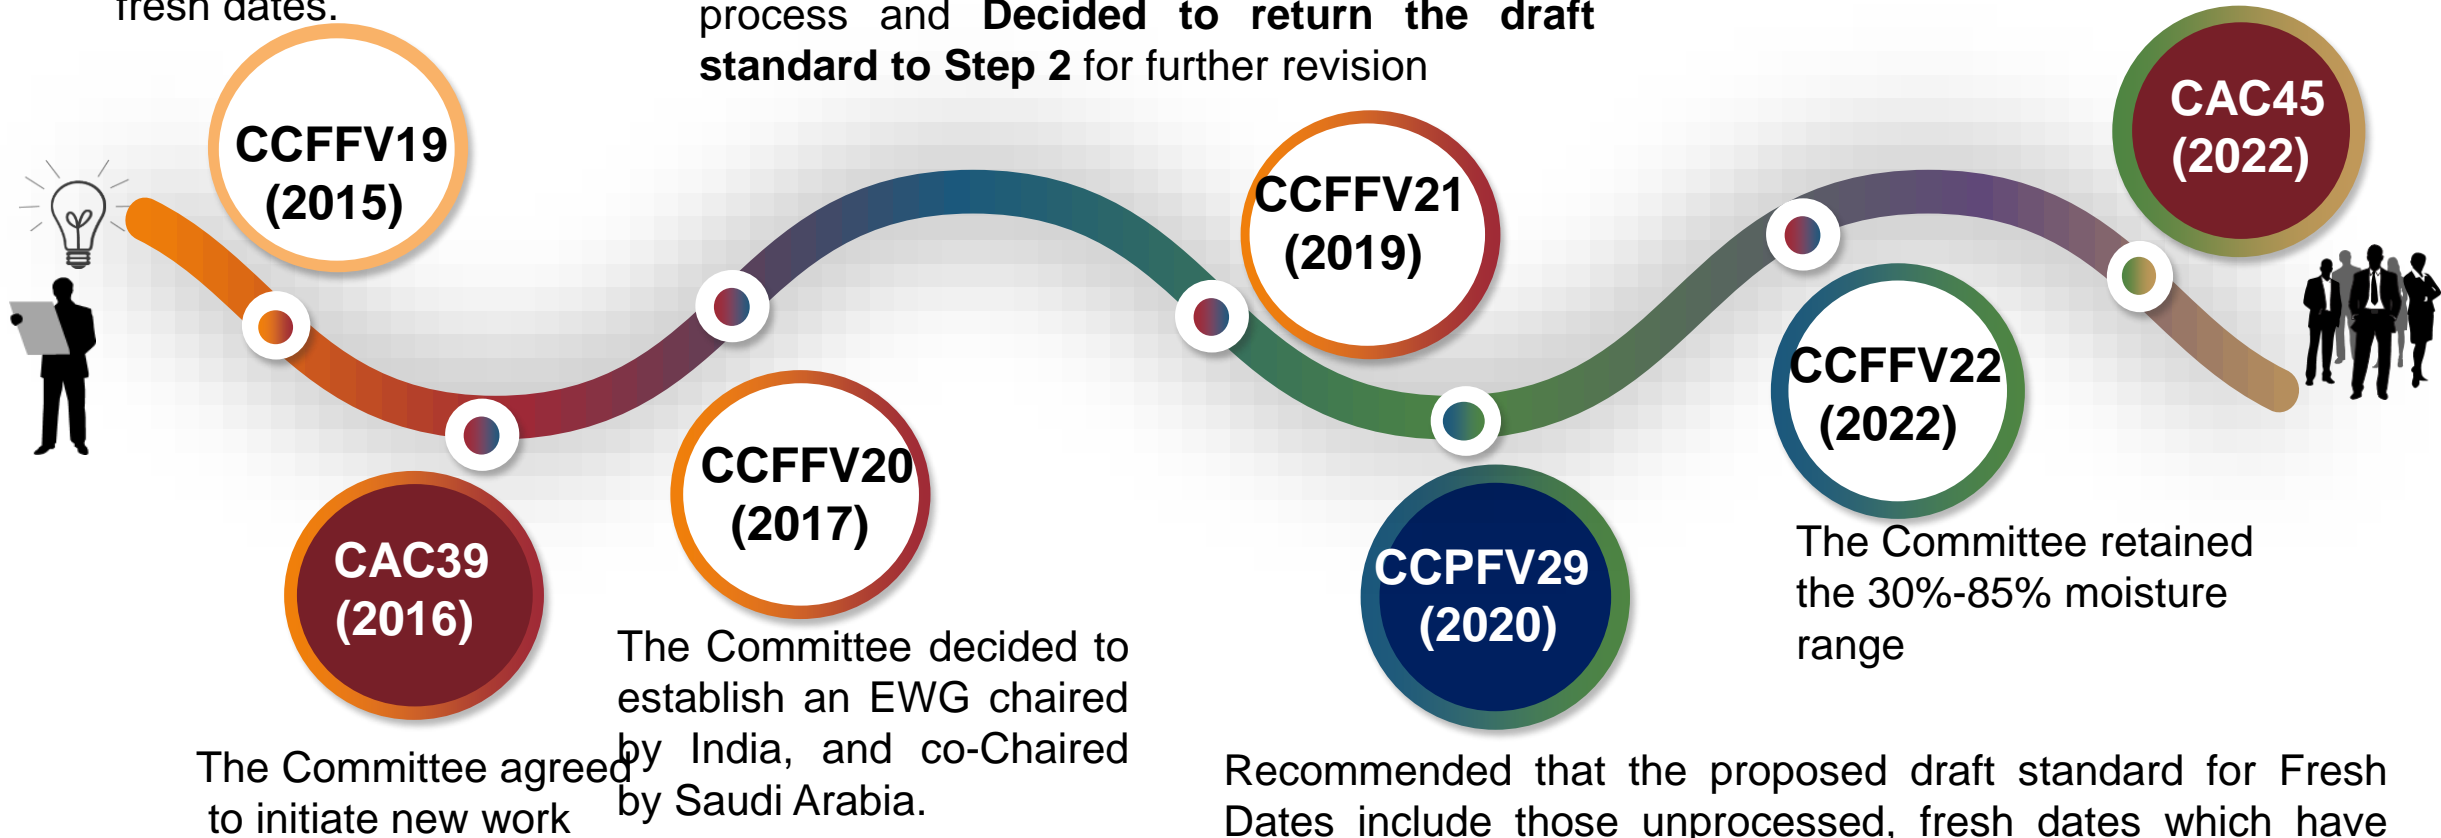 fresh dates.
process and Decided to return the draft
standard to Step 2 for further revision
CCFFV19
(2015)
CAC39
(2016)
The Committee agreed
to initiate new work
CCFFV20
(2017)
The Committee decided to
establish an EWG chaired
by India, and co-Chaired
by Saudi Arabia.
CCFFV21
(2019)
CCPFV29
(2020)
Recommended that the proposed draft standard for Fresh
Dates include those unprocessed, fresh dates which have
CCFFV22
(2022)
The Committee retained
the 30%-85% moisture
range
CAC45
(2022)